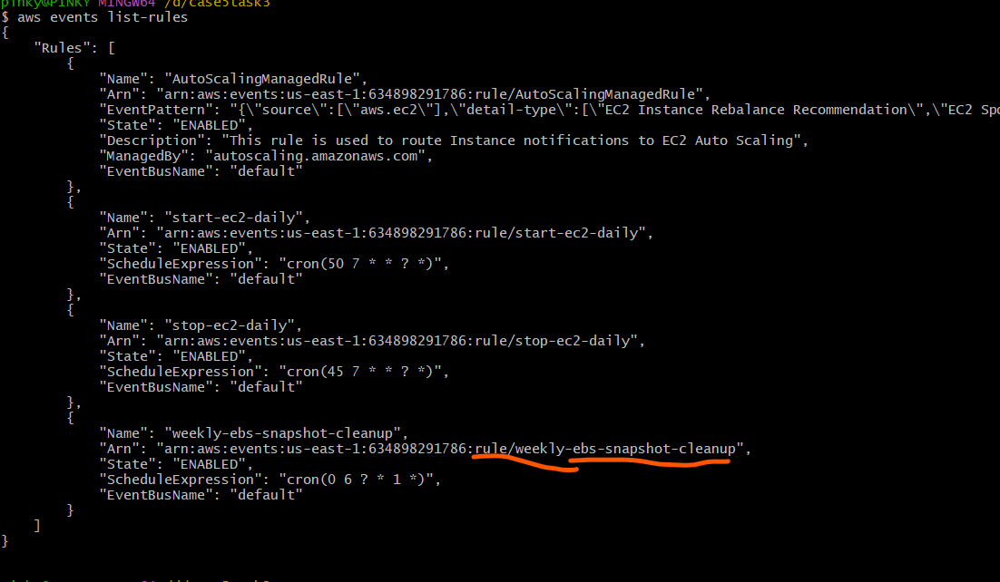 pinky@PINKY MINGW64 /d/case5task3
$ aws events list-rules
{
    "Rules": [
        {
            "Name": "AutoScalingManagedRule",
            "Arn": "arn:aws:events:us-east-1:634898291786:rule/AutoScalingManagedRule",
            "EventPattern": "{\"source\":[\"aws.ec2\"],\"detail-type\":[\"EC2 Instance Rebalance Recommendation\",\"EC2 Spo
            "State": "ENABLED",
            "Description": "This rule is used to route Instance notifications to EC2 Auto Scaling",
            "ManagedBy": "autoscaling.amazonaws.com",
            "EventBusName": "default"
        },
        {
            "Name": "start-ec2-daily",
            "Arn": "arn:aws:events:us-east-1:634898291786:rule/start-ec2-daily",
            "State": "ENABLED",
            "ScheduleExpression": "cron(50 7 * * ? *)",
            "EventBusName": "default"
        },
        {
            "Name": "stop-ec2-daily",
            "Arn": "arn:aws:events:us-east-1:634898291786:rule/stop-ec2-daily",
            "State": "ENABLED",
            "ScheduleExpression": "cron(45 7 * * ? *)",
            "EventBusName": "default"
        },
        {
            "Name": "weekly-ebs-snapshot-cleanup",
            "Arn": "arn:aws:events:us-east-1:634898291786:rule/weekly-ebs-snapshot-cleanup",
            "State": "ENABLED",
            "ScheduleExpression": "cron(0 6 ? * 1 *)",
            "EventBusName": "default"
        }
    ]
}